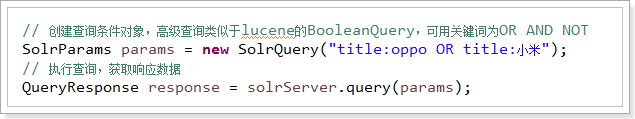 // 创建查询条件对象，高级查询类似于lucene的BooleanQuery，可用关键词为OR AND NOT
SolrParams params = new SolrQuery("title:oppo OR title:小米");
// 执行查询，获取响应数据
QueryResponse response = solrServer.query(params);